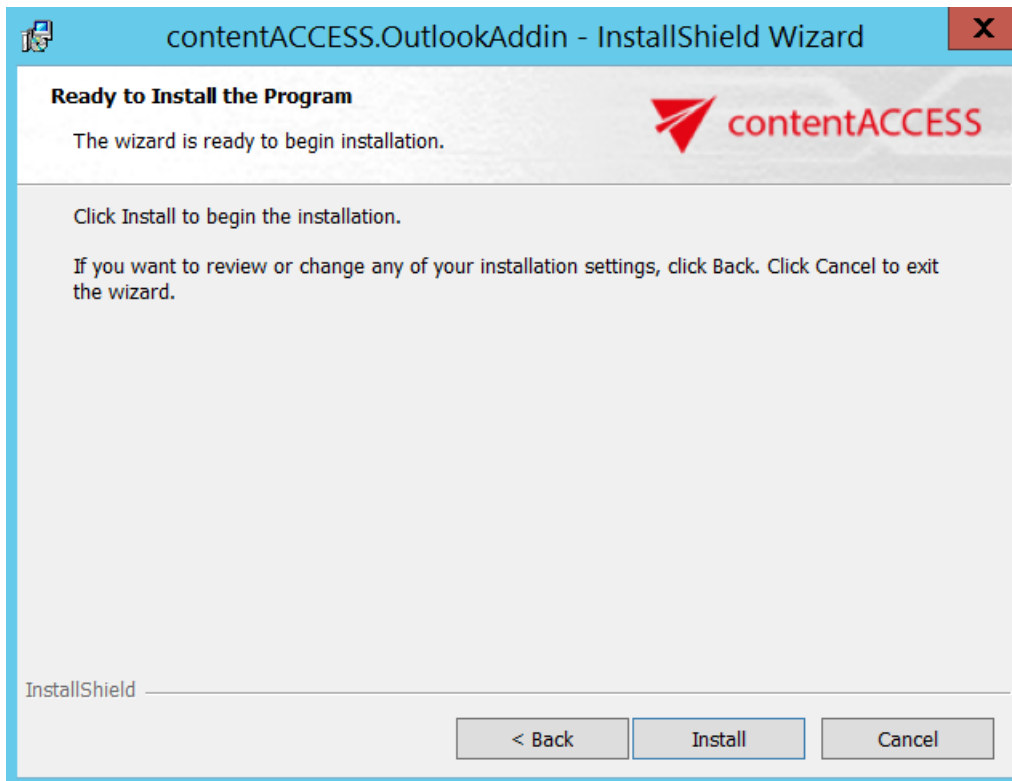 contentACCESS.OutlookAddin - InstallShield Wizard
X
Ready to Install the Program
The wizard is ready to begin installation.
contentACCESS
Click Install to begin the installation.
If you want to review or change any of your installation settings, click Back. Click Cancel to exit
the wizard.
InstallShield
< Back
Install
Cancel